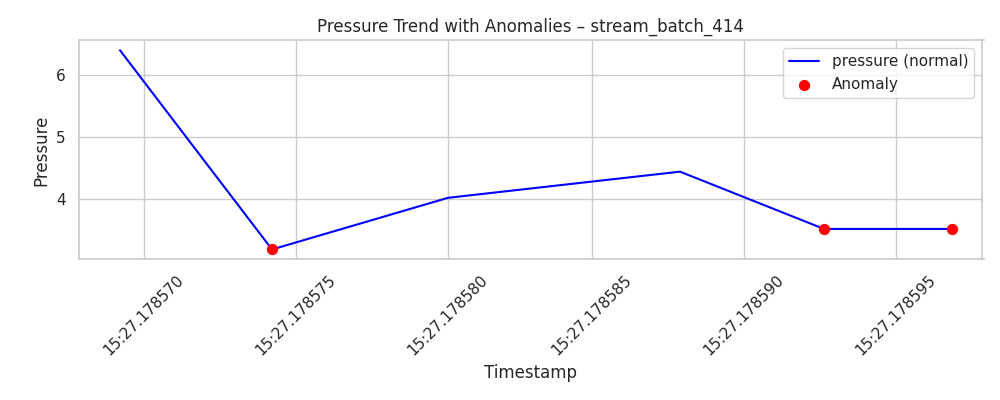 Pressure Trend with Anomalies – stream_batch_414
pressure (normal)
Anomaly
Pressure
6
5
4
15:27.178570
15:27.178575
15:27.178580
15:27.178585
15:27.178590
15:27.178595
Timestamp